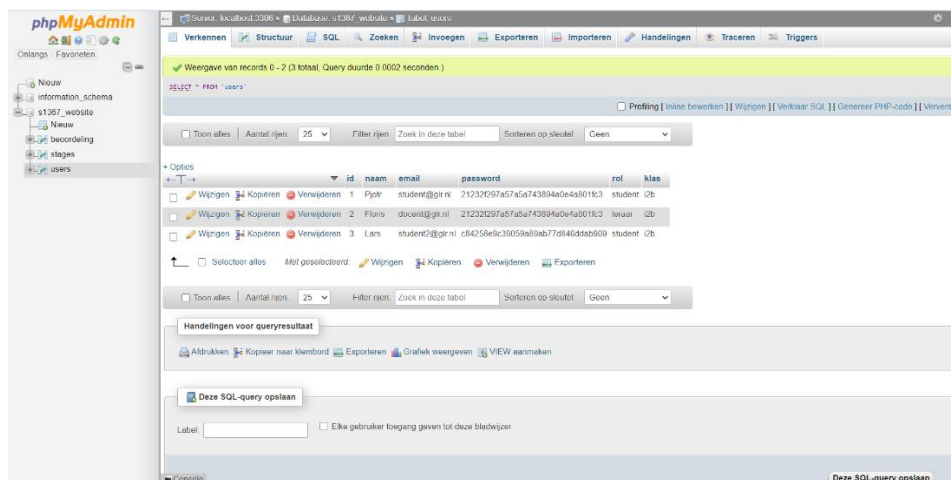 phpMyAdmin
Onlangs Favorieten
Nieuw
information_schema
s1367_website
Nieuw
beoordeling
stages
users
Server: localhost:3306 » Database: s1367_website » Tabel: users
Verkennen Structuur SQL Zoeken Invoegen Exporteren Importeren Handelingen Traceren Triggers
Weergave van records 0 - 2 (3 totaal, Query duurde 0.0002 seconden.)
SELECT * FROM `users`
Profiling [ Inline bewerken ] [ Wijzigen ] [ Verklaar SQL ] [ Genereer PHP-code ] [ Ververs
Toon alles Aantal rijen: 25 Filter rijen: Zoek in deze tabel Sorteren op sleutel: Geen
+ Opties
id naam email password rol klas
Wijzigen Kopiëren Verwijderen 1 Pjotr student@glr.nl 21232f297a57a5a743894a0e4a801fc3 student i2b
Wijzigen Kopiëren Verwijderen 2 Floris docent@glr.nl 21232f297a57a5a743894a0e4a801fc3 leraar i2b
Wijzigen Kopiëren Verwijderen 3 Lars student2@glr.nl c84258e9c39059a89ab77d846ddab909 student i2b
Selecteer alles Met geselecteerd: Wijzigen Kopiëren Verwijderen Exporteren
Toon alles Aantal rijen: 25 Filter rijen: Zoek in deze tabel Sorteren op sleutel: Geen
Handelingen voor queryresultaat
Afdrukken Kopieer naar klembord Exporteren Grafiek weergeven VIEW aanmaken
Deze SQL-query opslaan
Label: Elke gebruiker toegang geven tot deze bladwijzer
Console Deze SQL-query opslaan